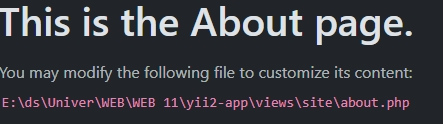 This is the About page.
You may modify the following file to customize its content:
E:\ds\Univer\WEB\WEB 11\yii2-app\views\site\about.php